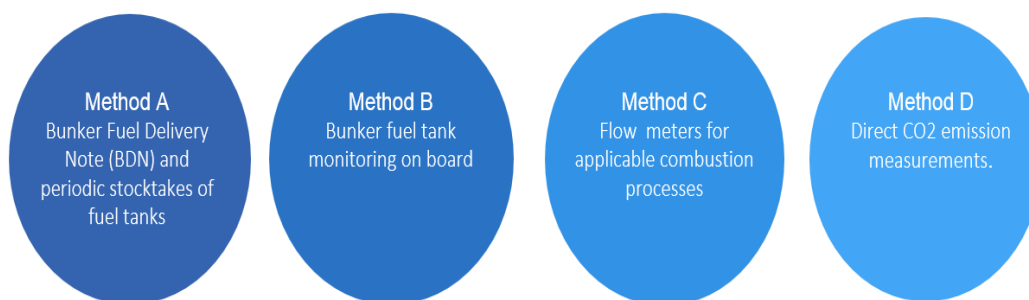 Method A
Bunker Fuel Delivery
Note (BDN) and
periodic stocktakes of
fuel tanks
Method B
Bunker fuel tank
monitoring on board
Method C
Flow meters for
applicable combustion
processes
Method D
Direct CO2 emission
measurements.